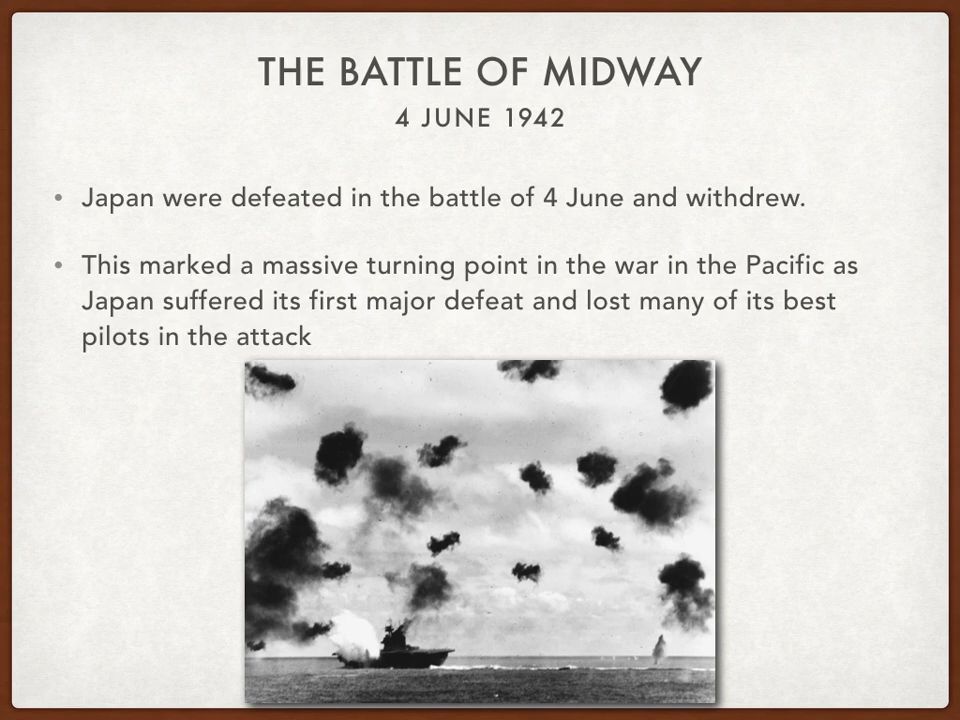 THE BATTLE OF MIDWAY
4 JUNE 1942
• Japan were defeated in the battle of 4 June and withdrew.
• This marked a massive turning point in the war in the Pacific as
Japan suffered its first major defeat and lost many of its best
pilots in the attack